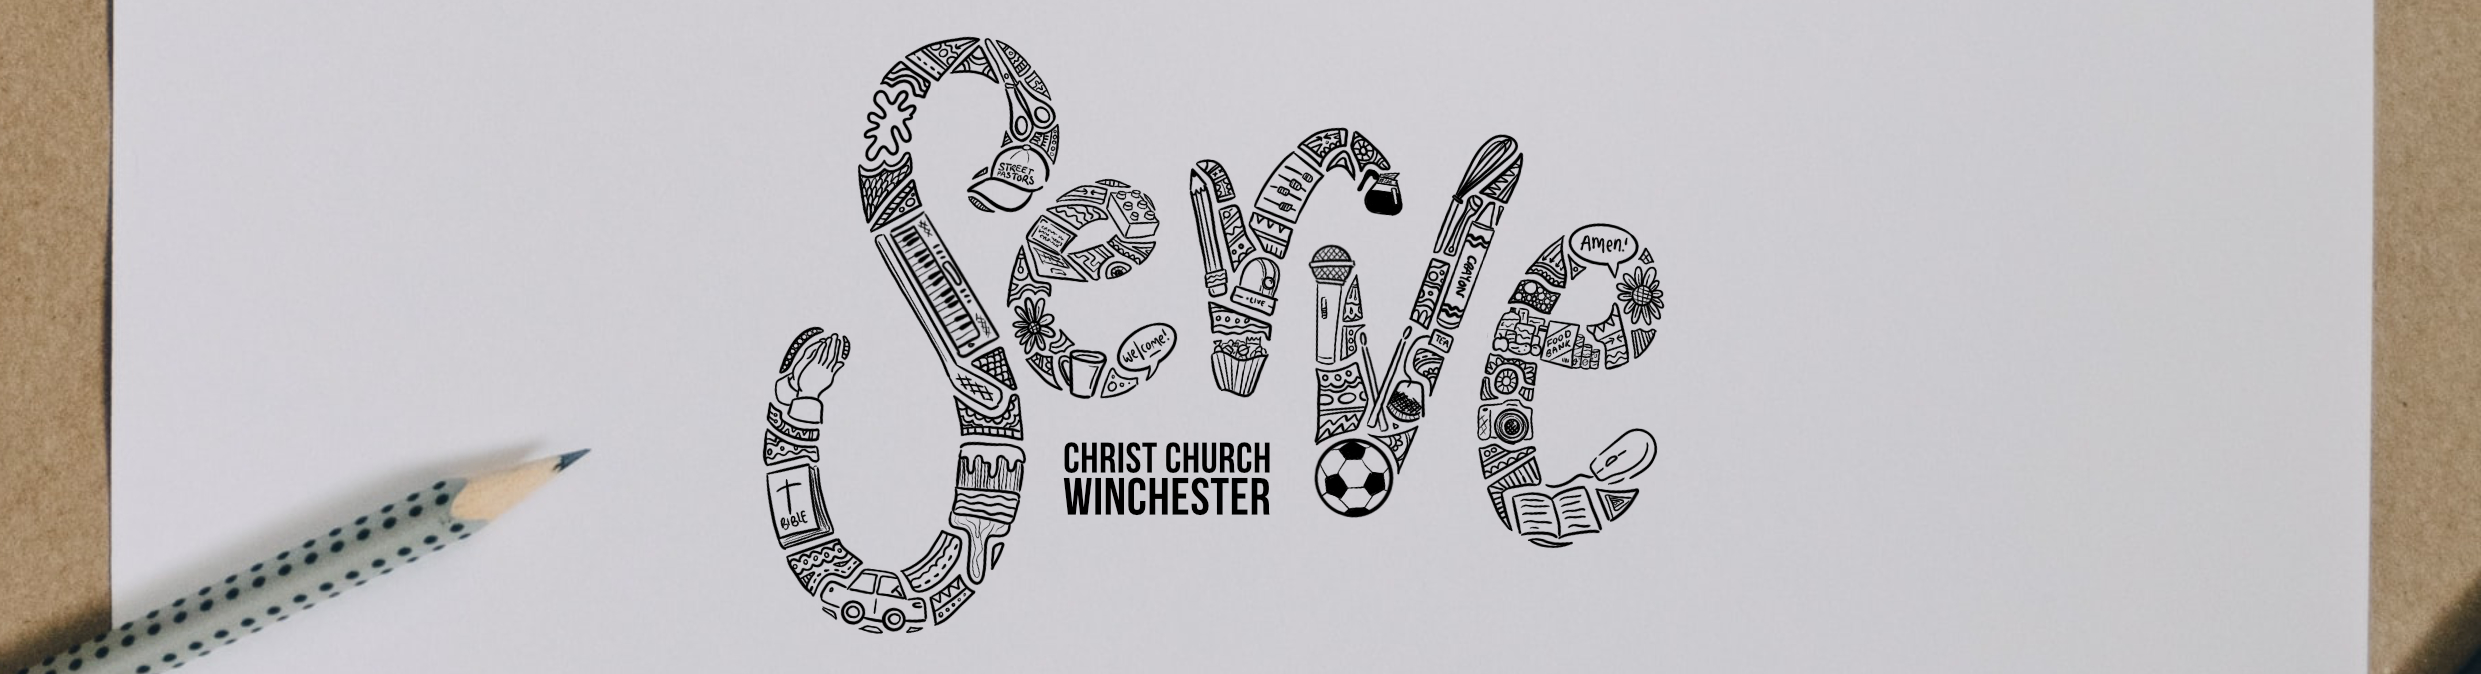 Serve
STREET
PASTORS
Welcome!
• LIVE
CRAYON
TEA
Amen!
FOOD
BANK
BIBLE
CHRIST CHURCH
WINCHESTER